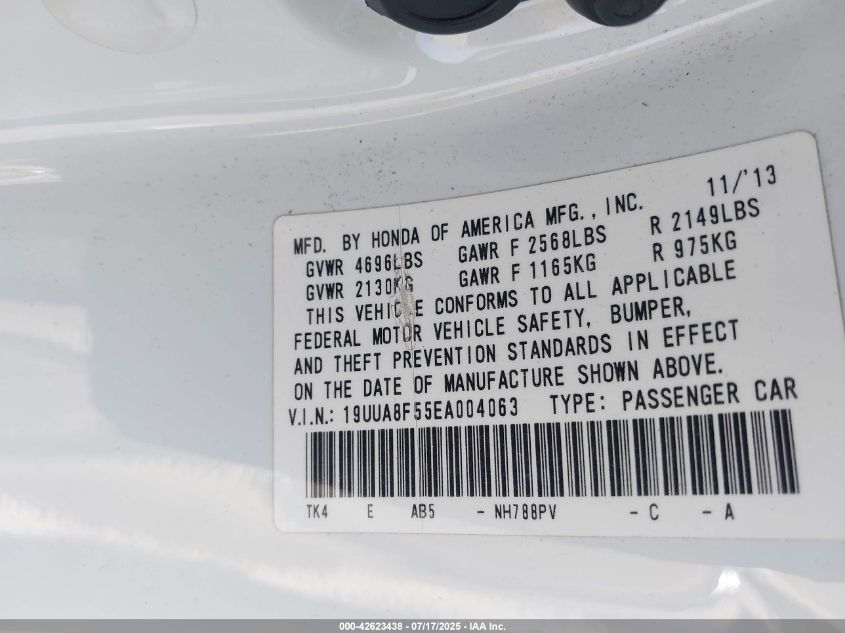 11/'13
MFD. BY HONDA OF AMERICA MFG., INC.
GVWR 4696LBS GAWR F 2568LBS R 2149LBS
GVWR 2130KG GAWR F 1165KG R 975KG
THIS VEHICLE CONFORMS TO ALL APPLICABLE
FEDERAL MOTOR VEHICLE SAFETY, BUMPER,
AND THEFT PREVENTION STANDARDS IN EFFECT
ON THE DATE OF MANUFACTURE SHOWN ABOVE.
V.I.N.: 19UUA8F55EA004063 TYPE: PASSENGER CAR
TK4 E AB5 - NH788PV - C - A
000-42623438 - 07/17/2025 - IAA Inc.